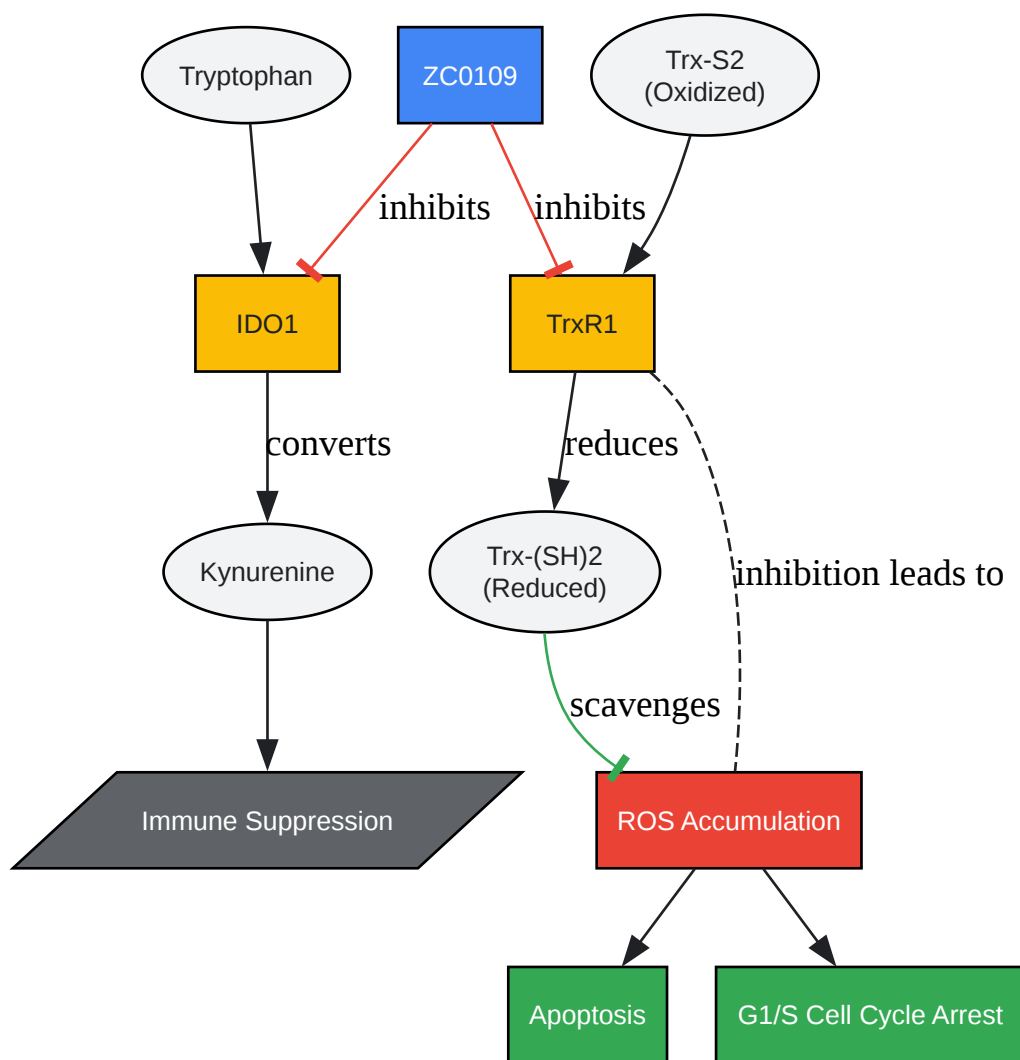 Tryptophan
ZC0109
Trx-S2
(Oxidized)
inhibits
inhibits
IDO1
TrxR1
converts
reduces
Kynurenine
Trx-(SH)2
(Reduced)
inhibition leads to
scavenges
Immune Suppression
ROS Accumulation
Apoptosis
G1/S Cell Cycle Arrest